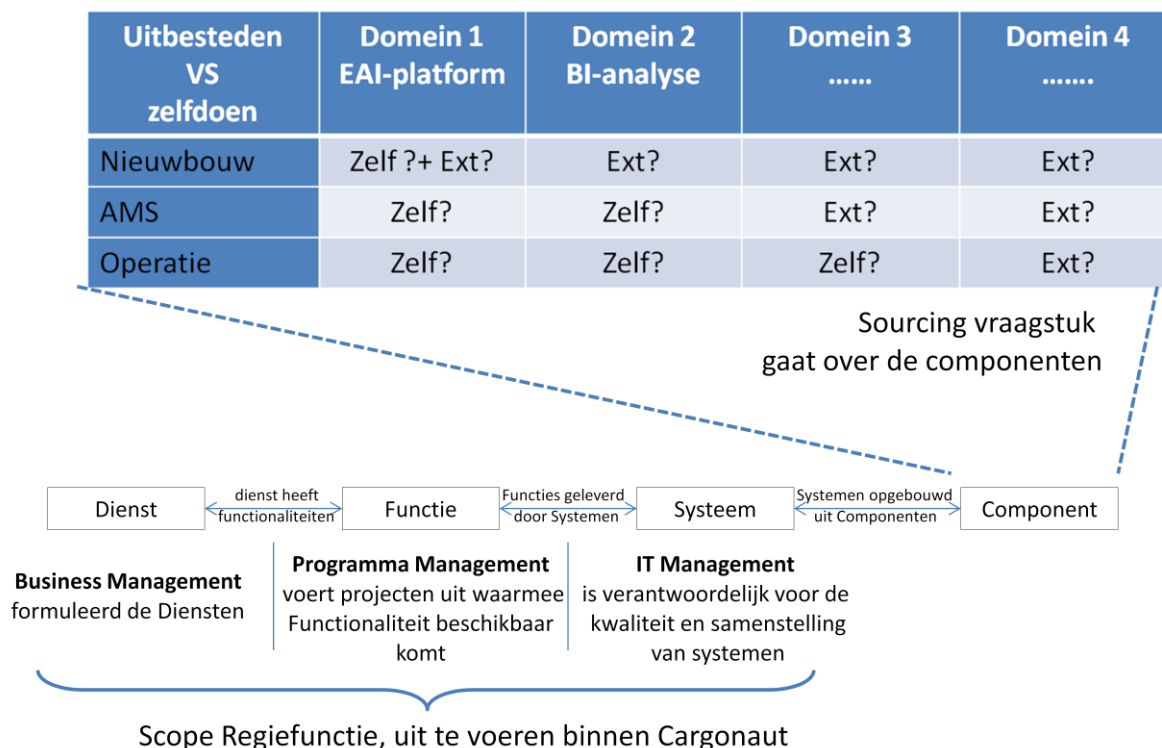 Uitbesteden
VS
zelfdoen
Domein 1
EAI-platform
Domein 2
BI-analyse
Domein 3
……
Domein 4
…….
Nieuwbouw
Zelf ?+ Ext?
Ext?
Ext?
Ext?
AMS
Zelf?
Zelf?
Ext?
Ext?
Operatie
Zelf?
Zelf?
Zelf?
Ext?
Sourcing vraagstuk
gaat over de componenten
Dienst
dienst heeft
functionaliteiten
Functie
Functies geleverd
door Systemen
Systeem
Systemen opgebouwd
uit Componenten
Component
Business Management
formuleerd de Diensten
Programma Management
voert projecten uit waarmee
Functionaliteit beschikbaar
komt
IT Management
is verantwoordelijk voor de
kwaliteit en samenstelling
van systemen
Scope Regiefunctie, uit te voeren binnen Cargonaut